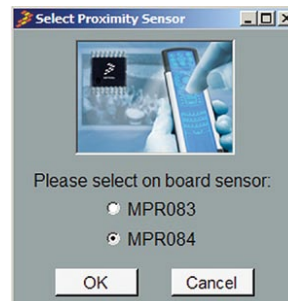 Select Proximity Sensor
Please select on board sensor:
MPR083
MPR084
OK
Cancel